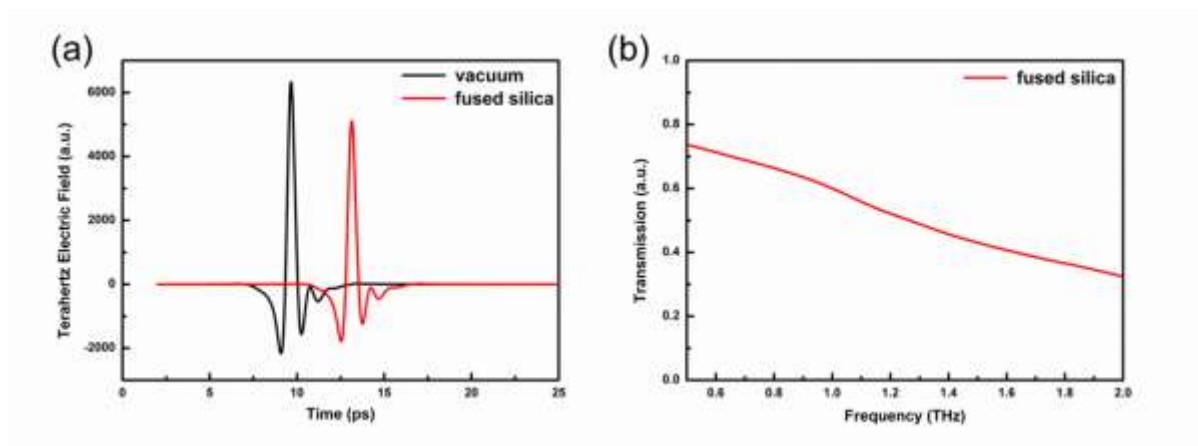 (a)
vacuum
fused silica
Terahertz Electric Field (a.u.)
6000
4000
2000
0
-2000
0 5 10 15 20 25
Time (ps)
(b)
fused silica
Transmission (a.u.)
1.0
0.8
0.6
0.4
0.2
0.0
0.6 0.8 1.0 1.2 1.4 1.6 1.8 2.0
Frequency (THz)